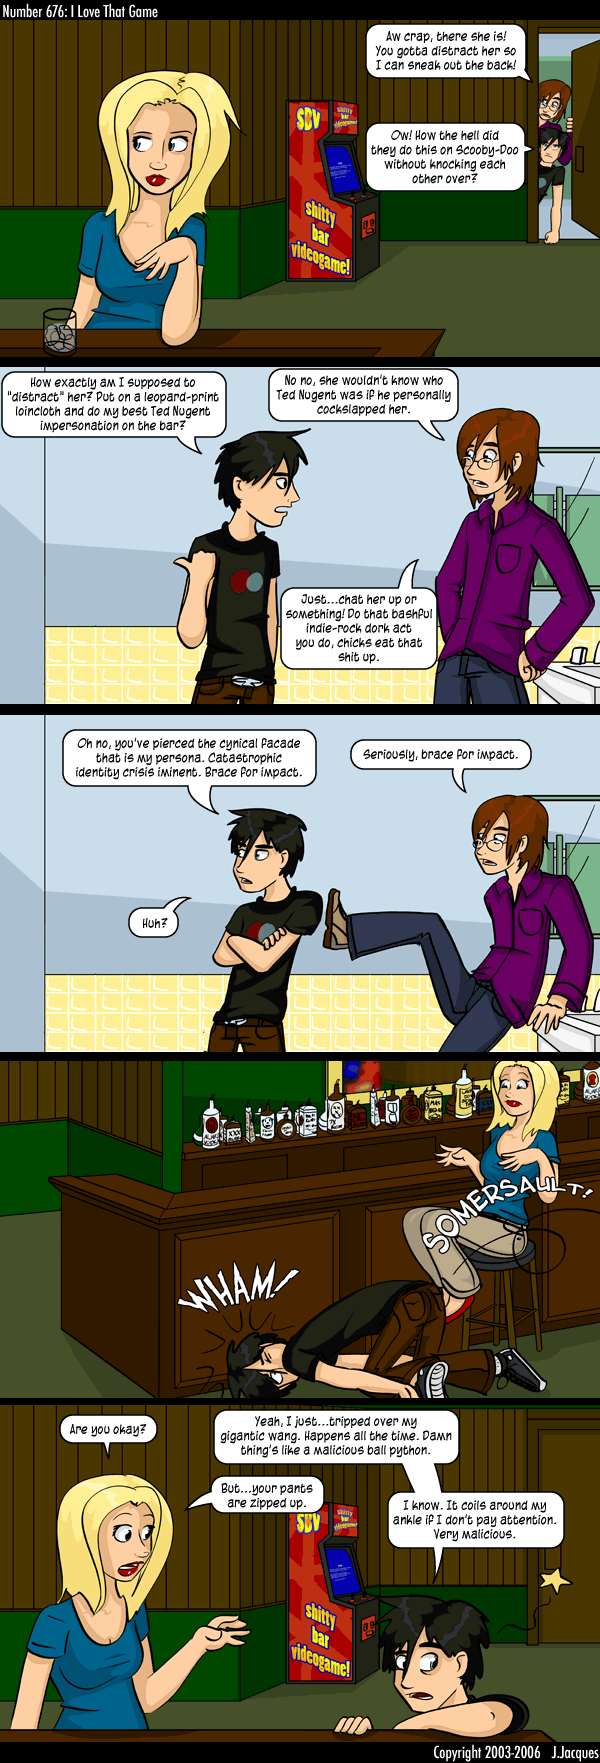 Number 676: I Love That Game
Aw crap, there she is!
You gotta distract her so
I can sneak out the back!
Ow! How the hell did
they do this on Scooby-Doo
without knocking each
other over?
SBV
shitty
bar
videogame!
shitty
bar
videogame!
How exactly am I supposed to
"distract" her? Put on a leopard-print
loincloth and do my best Ted Nugent
impersonation on the bar?
No no, she wouldn't know who
Ted Nugent was if he personally
cockslapped her.
Just...chat her up or
something! Do that bashful
indie-rock dork act
you do, chicks eat that
shit up.
Oh no, you've pierced the cynical facade
that is my persona. Catastrophic
identity crisis iminent. Brace for impact.
Seriously, brace for impact.
Huh?
SOMERSAULT!
WHAM!
Are you okay?
Yeah, I just...tripped over my
gigantic wang. Happens all the time. Damn
thing's like a malicious ball python.
But...your pants
are zipped up.
I know. It coils around my
ankle if I don't pay attention.
Very malicious.
SBV
shitty
bar
videogame!
shitty
bar
videogame!
Copyright 2003-2006 J.Jacques